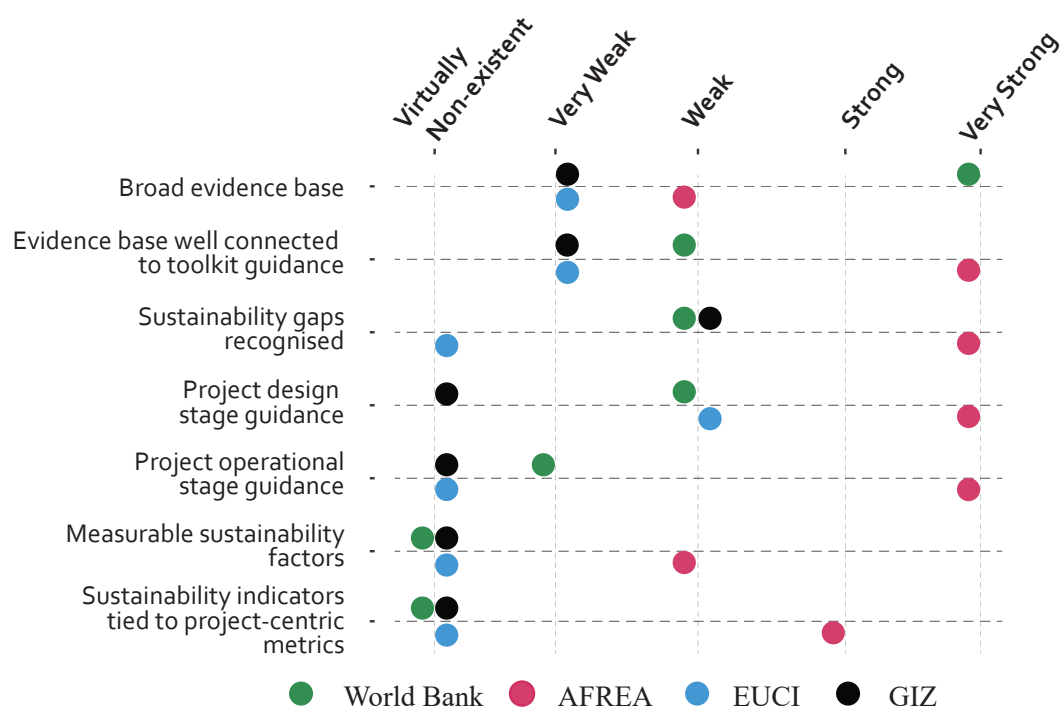 Virtually
Non-existent
Very Weak
Weak
Strong
Very Strong
Broad evidence base
Evidence base well connected
to toolkit guidance
Sustainability gaps
recognised
Project design
stage guidance
Project operational
stage guidance
Measurable sustainability
factors
Sustainability indicators
tied to project-centric
metrics
World Bank
AFREA
EUCI
GIZ